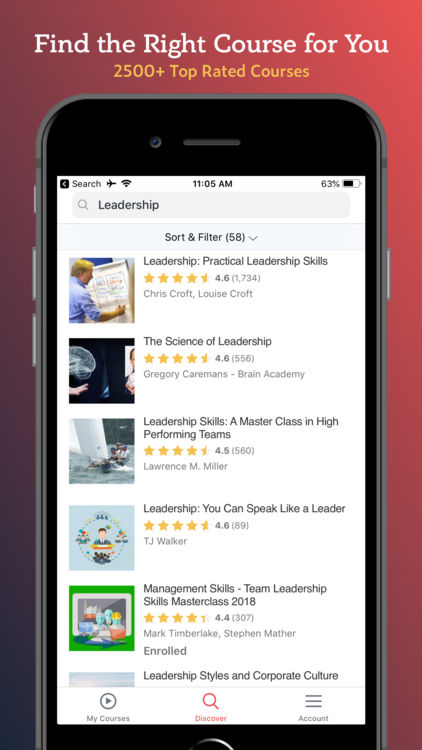 Find the Right Course for You
2500+ Top Rated Courses
Search
11:05 AM
63%
Leadership
Sort & Filter (58)
Leadership: Practical Leadership Skills
4.6 (1,734)
Chris Croft, Louise Croft
The Science of Leadership
4.6 (556)
Gregory Caremans - Brain Academy
Leadership Skills: A Master Class in High
Performing Teams
4.5 (560)
Lawrence M. Miller
Leadership: You Can Speak Like a Leader
4.6 (89)
TJ Walker
Management Skills - Team Leadership
Skills Masterclass 2018
4.4 (307)
Mark Timberlake, Stephen Mather
Enrolled
Leadership Styles and Corporate Culture
My Courses
Discover
Account